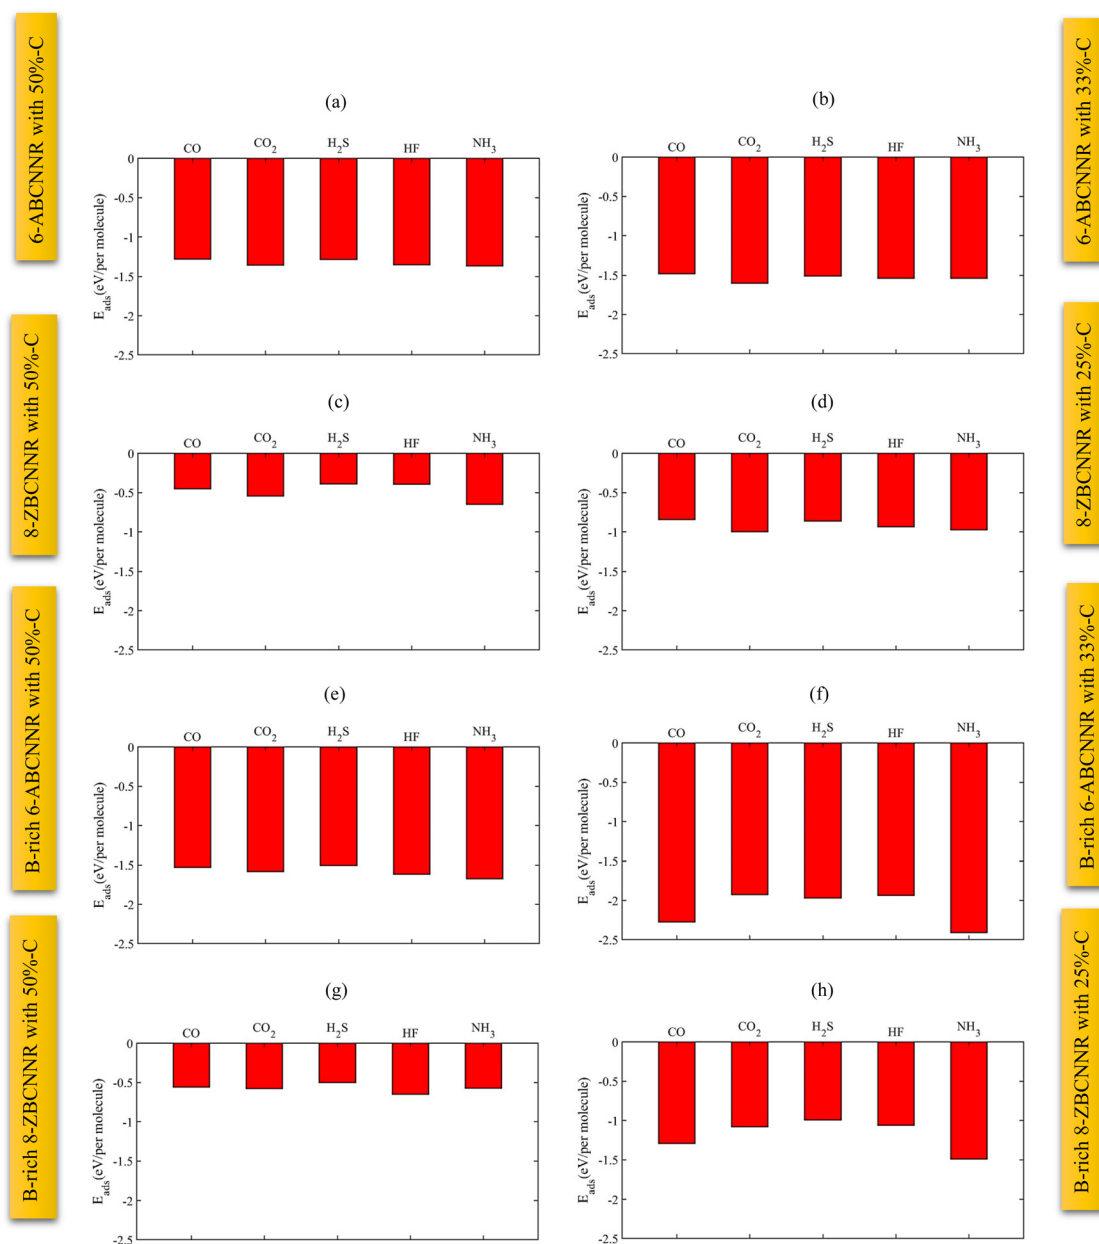 6-ABCNNR with 50%-C
(a)
CO CO2 H2S HF NH3
0
-0.5
-1
-1.5
-2
-2.5
Eads(eV/per molecule)
(b)
CO CO2 H2S HF NH3
0
-0.5
-1
-1.5
-2
-2.5
Eads(eV/per molecule)
6-ABCNNR with 33%-C
8-ZBCNNR with 50%-C
(c)
CO CO2 H2S HF NH3
0
-0.5
-1
-1.5
-2
-2.5
Eads(eV/per molecule)
(d)
CO CO2 H2S HF NH3
0
-0.5
-1
-1.5
-2
-2.5
Eads(eV/per molecule)
8-ZBCNNR with 25%-C
B-rich 6-ABCNNR with 50%-C
(e)
CO CO2 H2S HF NH3
0
-0.5
-1
-1.5
-2
-2.5
Eads(eV/per molecule)
(f)
CO CO2 H2S HF NH3
0
-0.5
-1
-1.5
-2
-2.5
Eads(eV/per molecule)
B-rich 6-ABCNNR with 33%-C
B-rich 8-ZBCNNR with 50%-C
(g)
CO CO2 H2S HF NH3
0
-0.5
-1
-1.5
-2
-2.5
Eads(eV/per molecule)
(h)
CO CO2 H2S HF NH3
0
-0.5
-1
-1.5
-2
-2.5
Eads(eV/per molecule)
B-rich 8-ZBCNNR with 25%-C